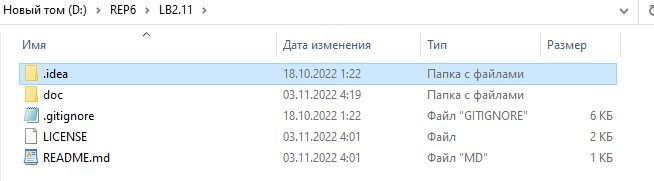 Новый том (D:) > REP6 > LB2.11 >
Имя Дата изменения Тип Размер
.idea 18.10.2022 1:22 Папка с файлами
doc 03.11.2022 4:19 Папка с файлами
.gitignore 18.10.2022 1:22 Файл "GITIGNORE" 6 КБ
LICENSE 03.11.2022 4:01 Файл 2 КБ
README.md 03.11.2022 4:01 Файл "MD" 1 КБ